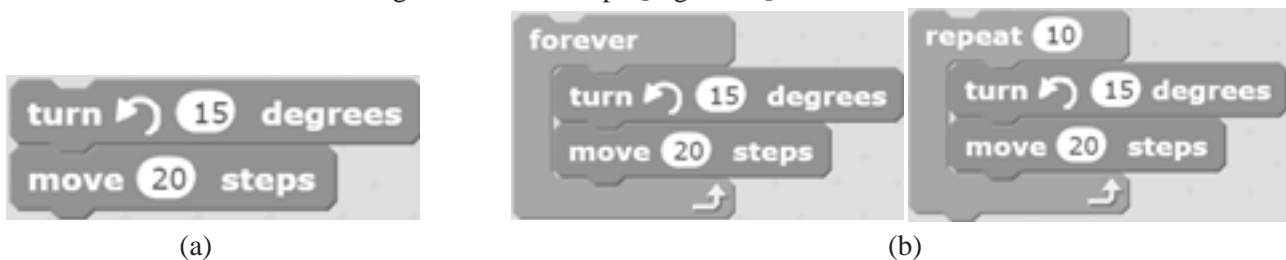 turn 15 degrees
move 20 steps
(a)
forever
turn 15 degrees
move 20 steps
repeat 10
turn 15 degrees
move 20 steps
(b)